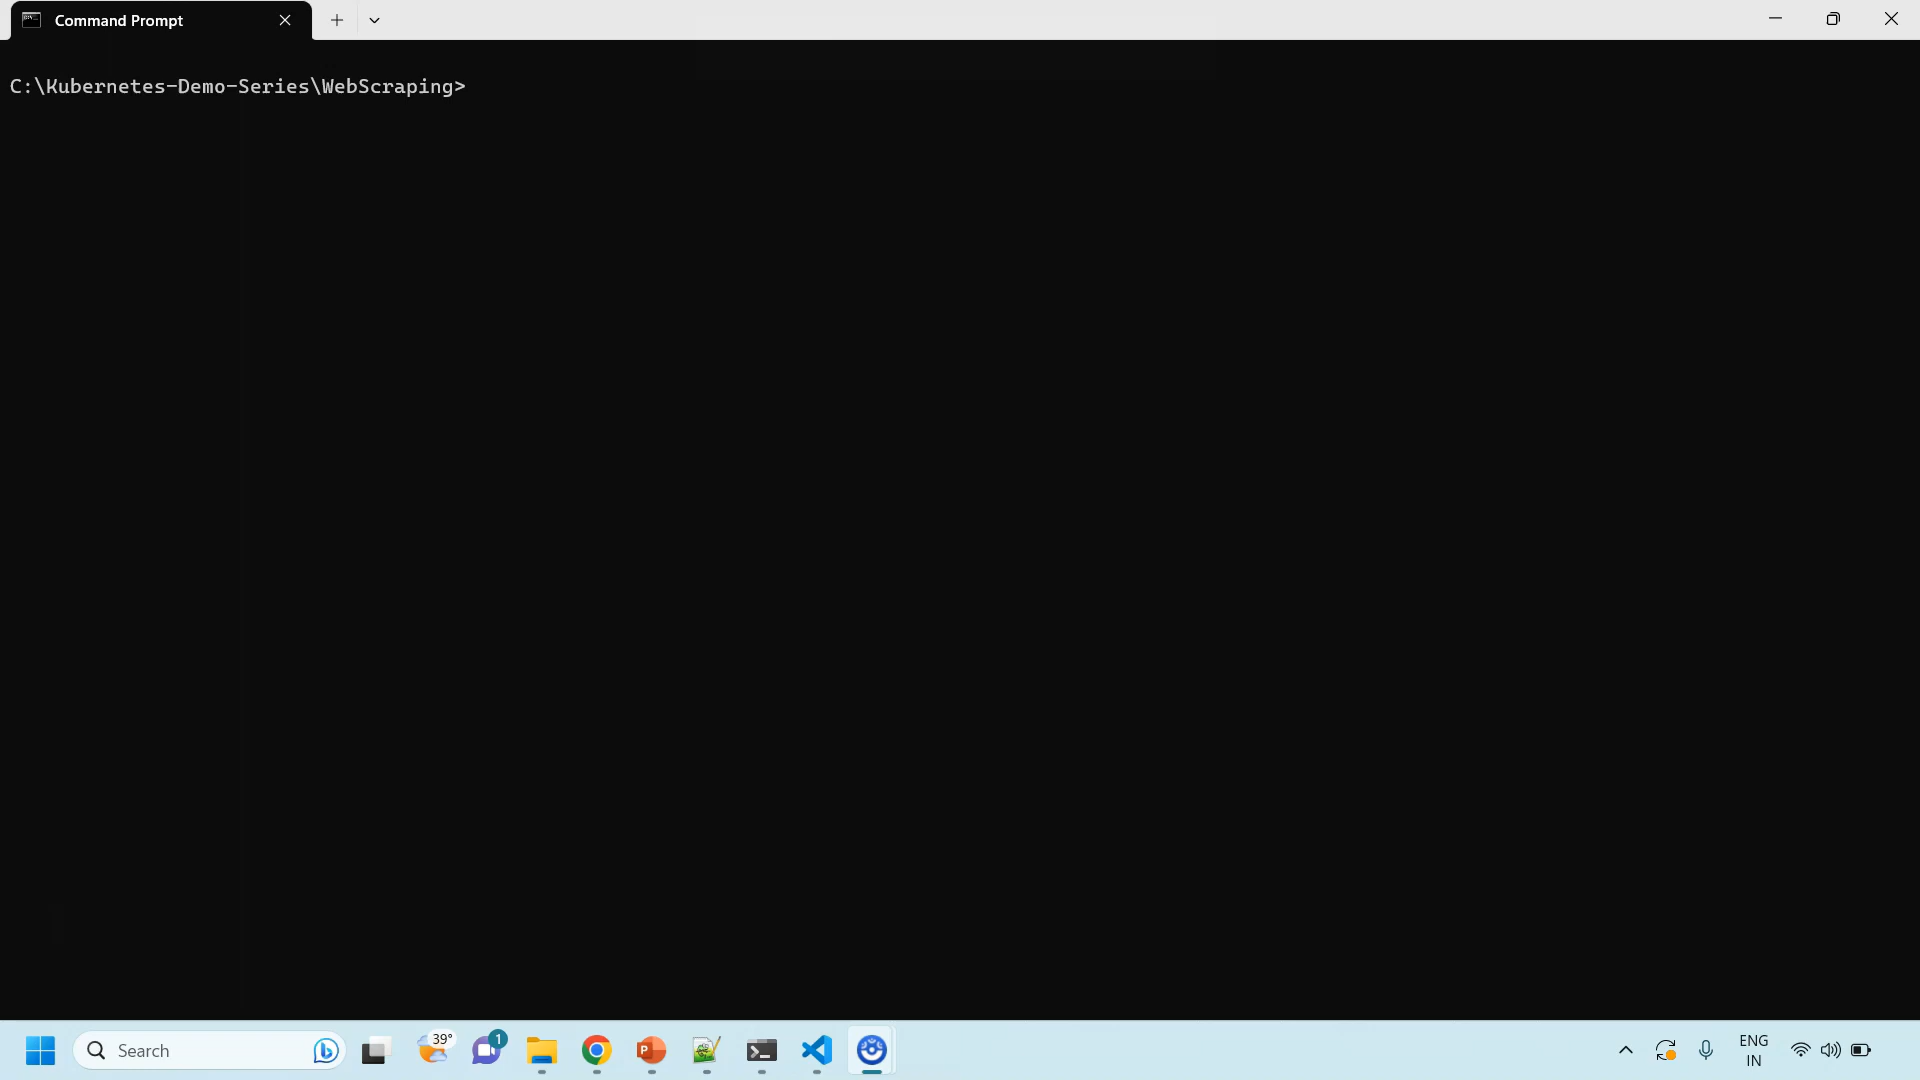 Command Prompt
C:\Kubernetes-Demo-Series\WebScraping>
Search
39°
1
ENG
IN